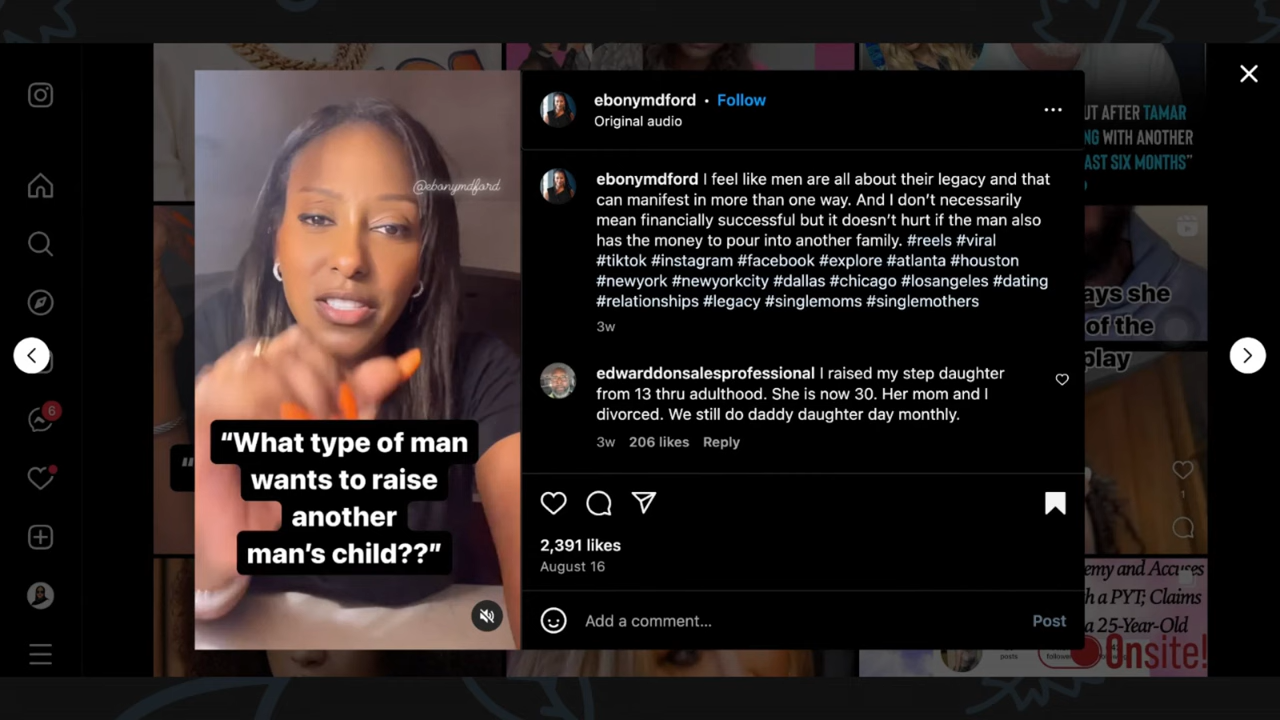 ebonymdford • Follow
Original audio
@ebonymdford
ebonymdford I feel like men are all about their legacy and that
can manifest in more than one way. And I don’t necessarily
mean financially successful but it doesn’t hurt if the man also
has the money to pour into another family. #reels #viral
#tiktok #instagram #facebook #explore #atlanta #houston
#newyork #newyorkcity #dallas #chicago #losangeles #dating
#relationships #legacy #singlemoms #singlemothers
3w
edwarddonsalesprofessional I raised my step daughter
from 13 thru adulthood. She is now 30. Her mom and I
divorced. We still do daddy daughter day monthly.
3w 206 likes Reply
“What type of man
wants to raise
another
man’s child??”
2,391 likes
August 16
Add a comment... Post
6
UT AFTER TAMAR
NG WITH ANOTHER
AST SIX MONTHS”
ays she
of the
play
1
emy and Accuses
h a PYT; Claims
a 25-Year-Old
posts
Onsite!